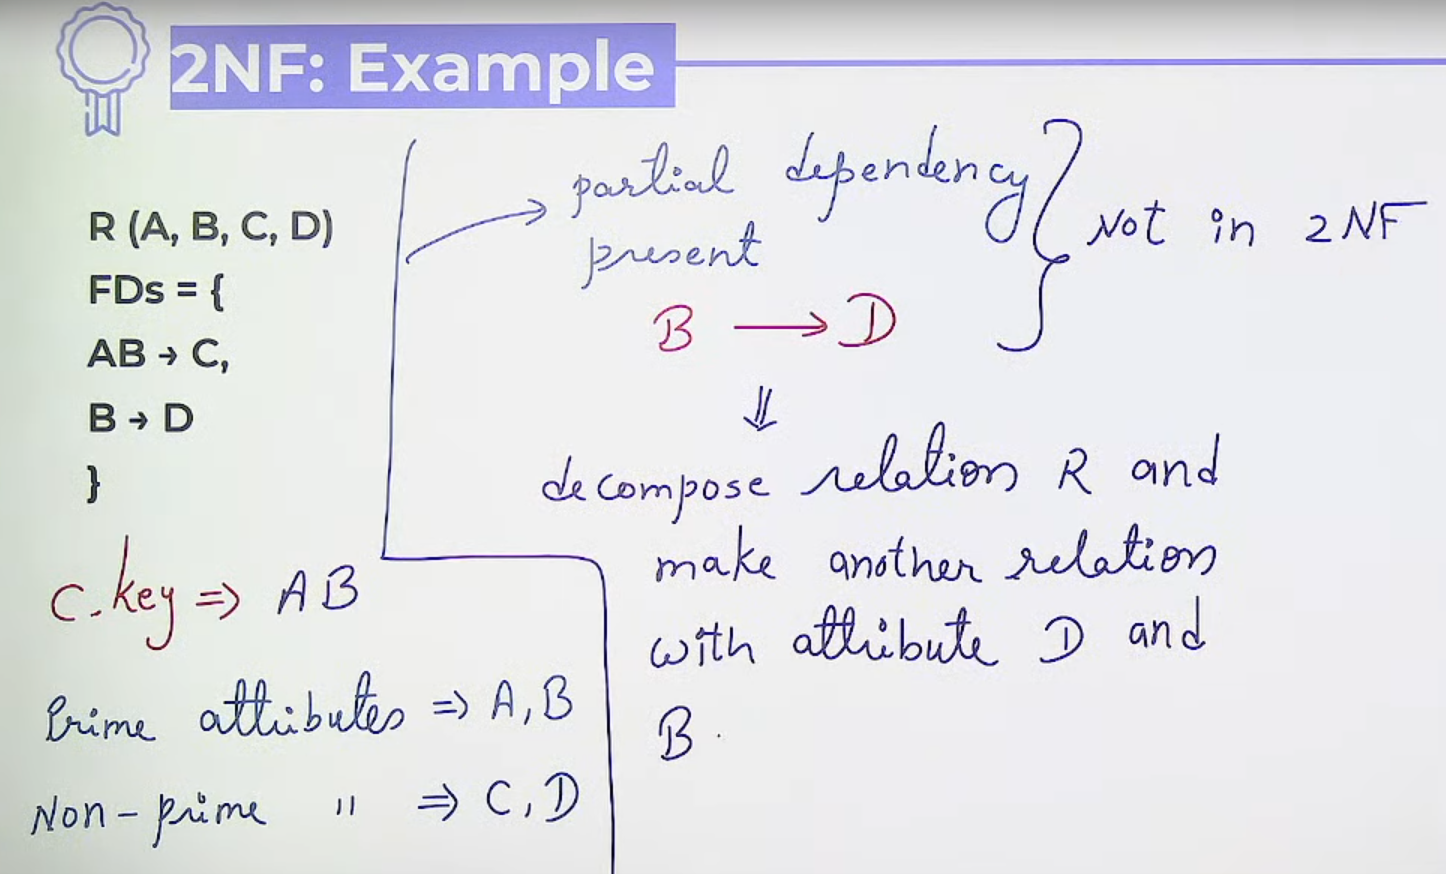 2NF: Example
R (A, B, C, D)
FDs = {
AB → C,
B → D
}
C.key ⇒ AB
Prime attributes ⇒ A, B
Non-prime " ⇒ C, D
→ partial dependency
present
B → D
} Not in 2NF
⇓
decompose relation R and
make another relation
with attribute D and
B.